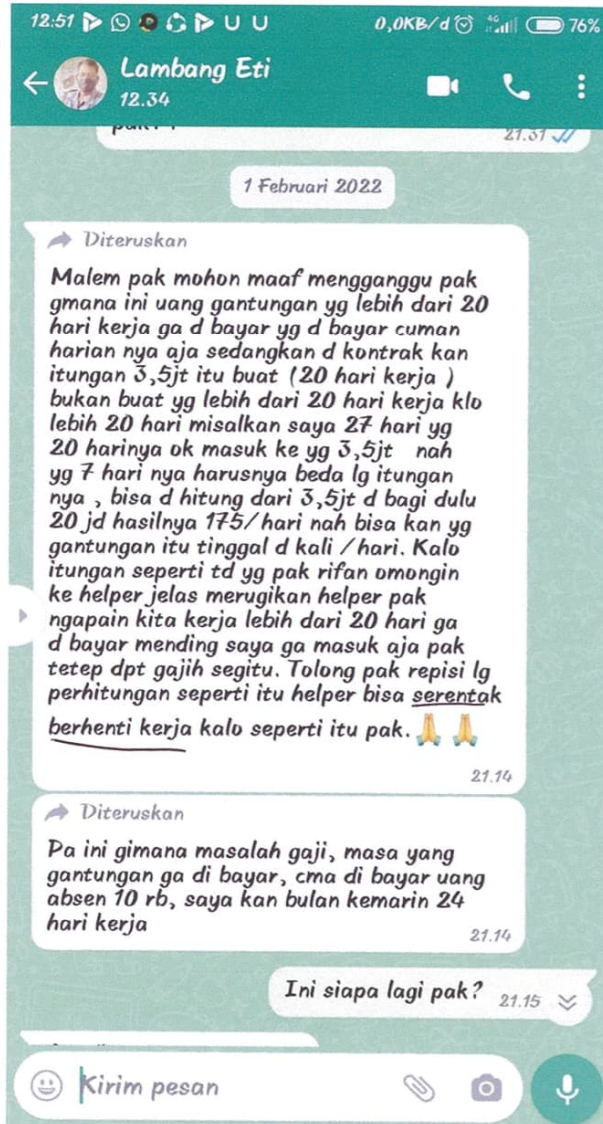 12:51 0,0KB/d 4G 76%
Lambang Eti
12.34
21.31
1 Februari 2022
Diteruskan
Malem pak mohon maaf mengganggu pak
gmana ini uang gantungan yg lebih dari 20
hari kerja ga d bayar yg d bayar cuman
harian nya aja sedangkan d kontrak kan
itungan 3,5jt itu buat (20 hari kerja )
bukan buat yg lebih dari 20 hari kerja klo
lebih 20 hari misalkan saya 27 hari yg
20 harinya ok masuk ke yg 3,5jt nah
yg 7 hari nya harusnya beda lg itungan
nya , bisa d hitung dari 3,5jt d bagi dulu
20 jd hasilnya 175/hari nah bisa kan yg
gantungan itu tinggal d kali /hari. Kalo
itungan seperti td yg pak rifan omongin
ke helper jelas merugikan helper pak
ngapain kita kerja lebih dari 20 hari ga
d bayar mending saya ga masuk aja pak
tetep dpt gajih segitu. Tolong pak repisi lg
perhitungan seperti itu helper bisa serentak
berhenti kerja kalo seperti itu pak.
21.14
Diteruskan
Pa ini gimana masalah gaji, masa yang
gantungan ga di bayar, cma di bayar uang
absen 10 rb, saya kan bulan kemarin 24
hari kerja
21.14
Ini siapa lagi pak?
21.15
Kirim pesan